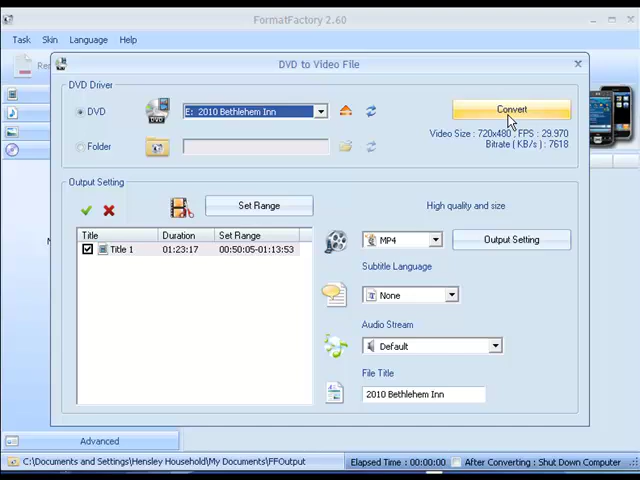 FormatFactory 2.60
Task Skin Language Help
DVD to Video File
DVD Driver
DVD
E: 2010 Bethlehem Inn
Convert
Folder
Video Size : 720x480 , FPS : 29.970
Bitrate ( KB/s ) : 7618
Output Setting
Set Range
High quality and size
Title Duration Set Range
Title 1 01:23:17 00:50:05-01:13:53
MP4
Output Setting
Subtitle Language
None
Audio Stream
Default
File Title
2010 Bethlehem Inn
Advanced
C:\Documents and Settings\Hensley Household\My Documents\FFOutput
Elapsed Time : 00:00:00
After Converting : Shut Down Computer